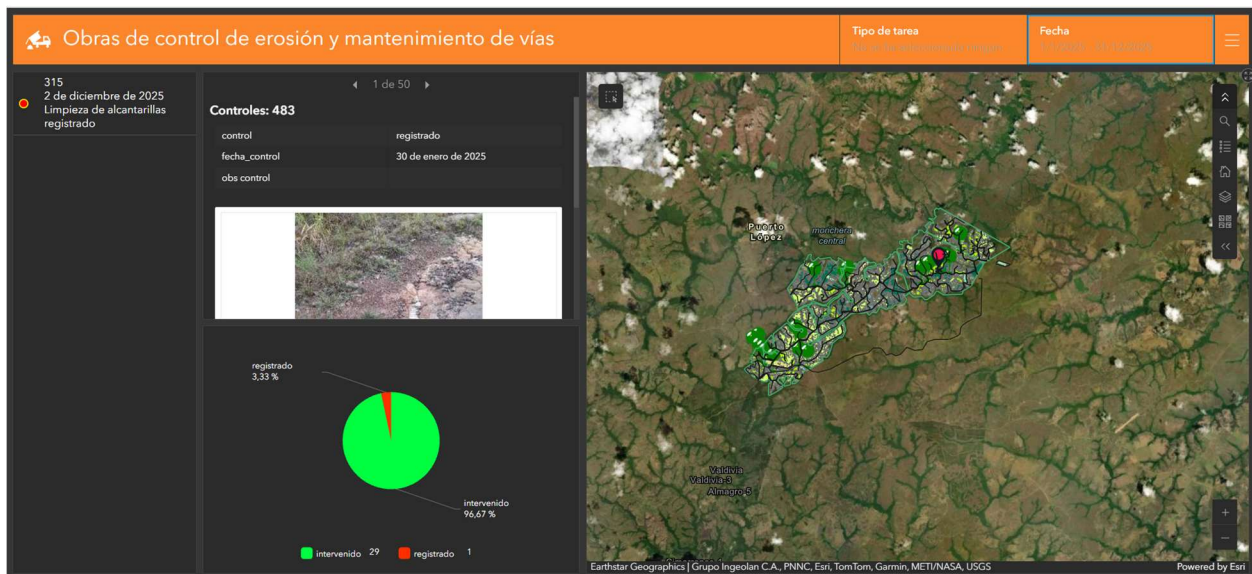 Obras de control de erosión y mantenimiento de vías
Tipo de tarea
Fecha
315
2 de diciembre de 2025
Limpieza de alcantarillas
registrado
1 de 50
Controles: 483
control registrado
fecha_control 30 de enero de 2025
obs control
registrado
3,33 %
intervenido
96,67 %
intervenido 29 registrado 1
Puerto
López
monchera
central
Valdivia
Valdivia-3
Almagro-5
Earthstar Geographics | Grupo Ingeolan C.A., PNNC, Esri, TomTom, Garmin, METI/NASA, USGS
Powered by Esri